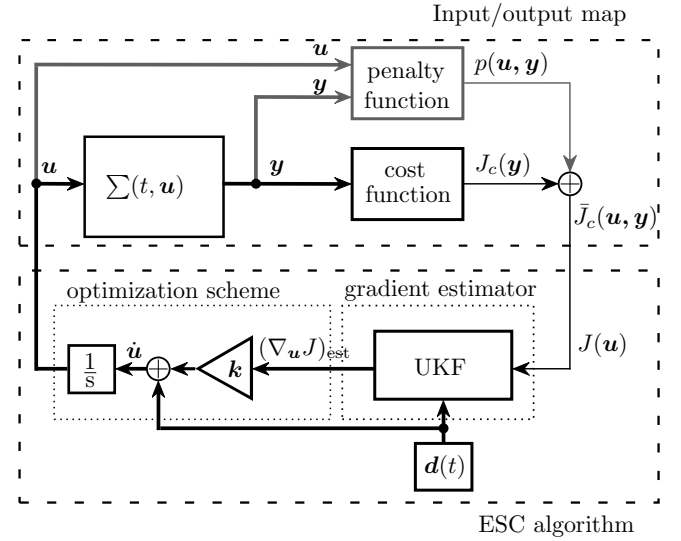 Input/output map
u
y
penalty
function
p(u, y)
u
∑(t, u)
y
cost
function
J_c(y)
J̄_c(u, y)
optimization scheme
gradient estimator
1/s
u̇
k
(∇_u J)_est
UKF
J(u)
d(t)
ESC algorithm